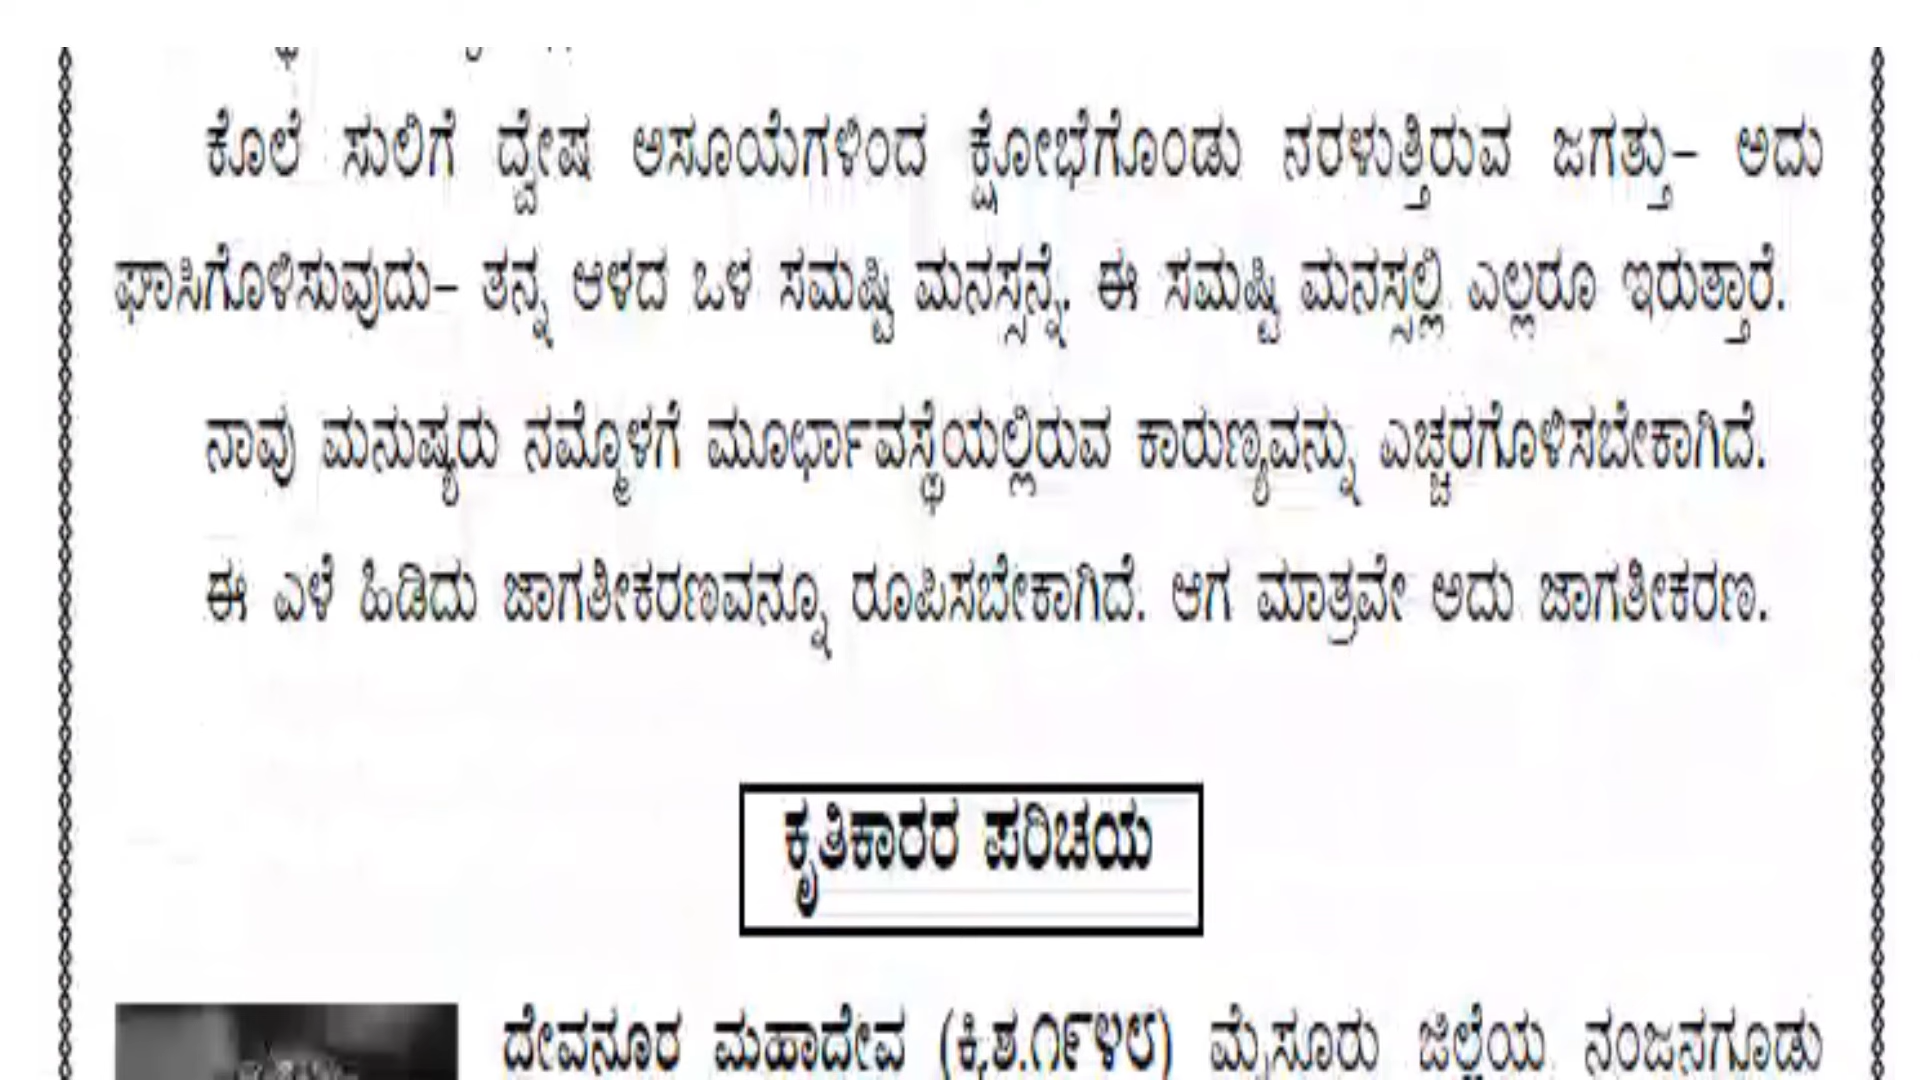 ಕೊಲೆ ಸುಲಿಗೆ ದ್ವೇಷ ಅಸೂಯೆಗಳಿಂದ ಕ್ಷೋಭೆಗೊಂಡು ನರಳುತ್ತಿರುವ ಜಗತ್ತು– ಅದು
ಘಾಸಿಗೊಳಿಸುವುದು– ತನ್ನ ಆಳದ ಒಳ ಸಮಷ್ಟಿ ಮನಸ್ಸನ್ನೆ. ಈ ಸಮಷ್ಟಿ ಮನಸ್ಸಲ್ಲಿ ಎಲ್ಲರೂ ಇರುತ್ತಾರೆ.
ನಾವು ಮನುಷ್ಯರು ನಮ್ಮೊಳಗೆ ಮೂರ್ಛಾವಸ್ಥೆಯಲ್ಲಿರುವ ಕಾರುಣ್ಯವನ್ನು ಎಚ್ಚರಗೊಳಿಸಬೇಕಾಗಿದೆ.
ಈ ಎಳೆ ಹಿಡಿದು ಜಾಗತೀಕರಣವನ್ನೂ ರೂಪಿಸಬೇಕಾಗಿದೆ. ಆಗ ಮಾತ್ರವೇ ಅದು ಜಾಗತೀಕರಣ.
ಕೃತಿಕಾರರ ಪರಿಚಯ
ದೇವನೂರ ಮಹಾದೇವ (ಕ್ರಿ.ಶ.೧೯೪೮) ಮೈಸೂರು ಜಿಲ್ಲೆಯ ನಂಜನಗೂಡು